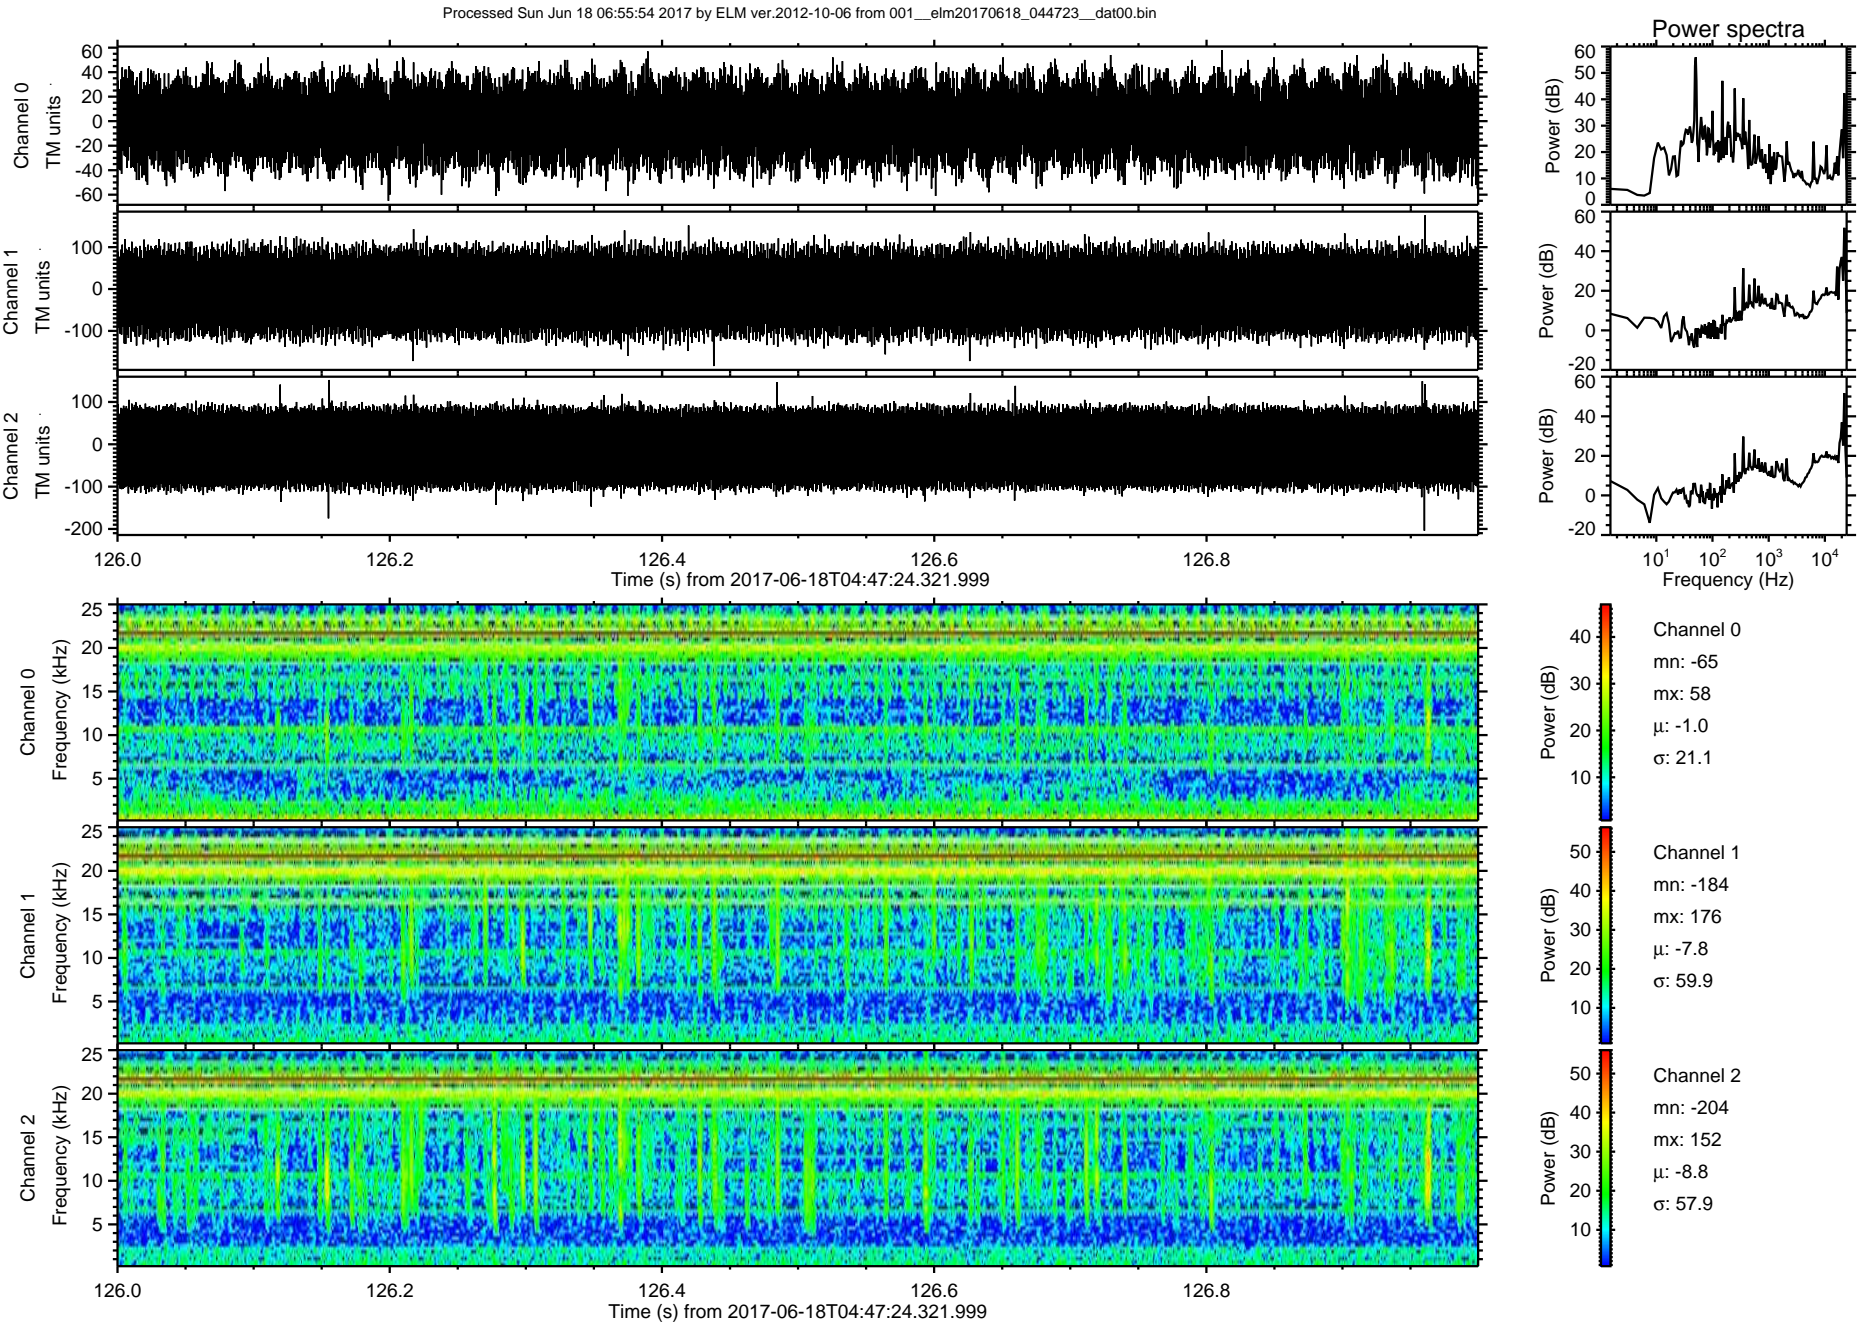 Processed Sun Jun 18 06:55:54 2017 by ELM ver.2012-10-06 from 001__elm20170618_044723__dat00.bin
Power spectra
Channel 0
TM units
60
40
20
0
-20
-40
-60
Power (dB)
60
50
40
30
20
10
0
Channel 1
TM units
100
0
-100
Power (dB)
60
40
20
0
-20
Channel 2
TM units
100
0
-100
-200
Power (dB)
60
40
20
0
-20
126.0 126.2 126.4 126.6 126.8
Time (s) from 2017-06-18T04:47:24.321.999
10¹ 10² 10³ 10⁴
Frequency (Hz)
Channel 0
Frequency (kHz)
25
20
15
10
5
Power (dB)
40
30
20
10
Channel 0
mn: -65
mx: 58
μ: -1.0
σ: 21.1
Channel 1
Frequency (kHz)
25
20
15
10
5
Power (dB)
50
40
30
20
10
Channel 1
mn: -184
mx: 176
μ: -7.8
σ: 59.9
Channel 2
Frequency (kHz)
25
20
15
10
5
Power (dB)
50
40
30
20
10
Channel 2
mn: -204
mx: 152
μ: -8.8
σ: 57.9
126.0 126.2 126.4 126.6 126.8
Time (s) from 2017-06-18T04:47:24.321.999